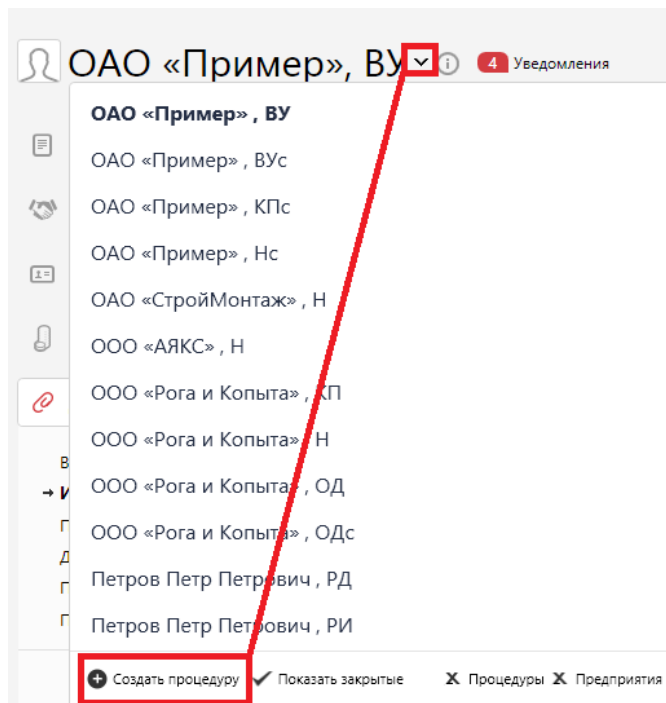 ОАО «Пример», ВУ 4 Уведомления
ОАО «Пример» , ВУ
ОАО «Пример» , ВУс
ОАО «Пример» , КПс
ОАО «Пример» , Нс
ОАО «СтройМонтаж» , Н
ООО «АЯКС» , Н
ООО «Рога и Копыта» , КП
ООО «Рога и Копыта» , Н
ООО «Рога и Копыта» , ОД
ООО «Рога и Копыта» , ОДс
Петров Петр Петрович , РД
Петров Петр Петрович , РИ
Создать процедуру Показать закрытые X Процедуры X Предприятия